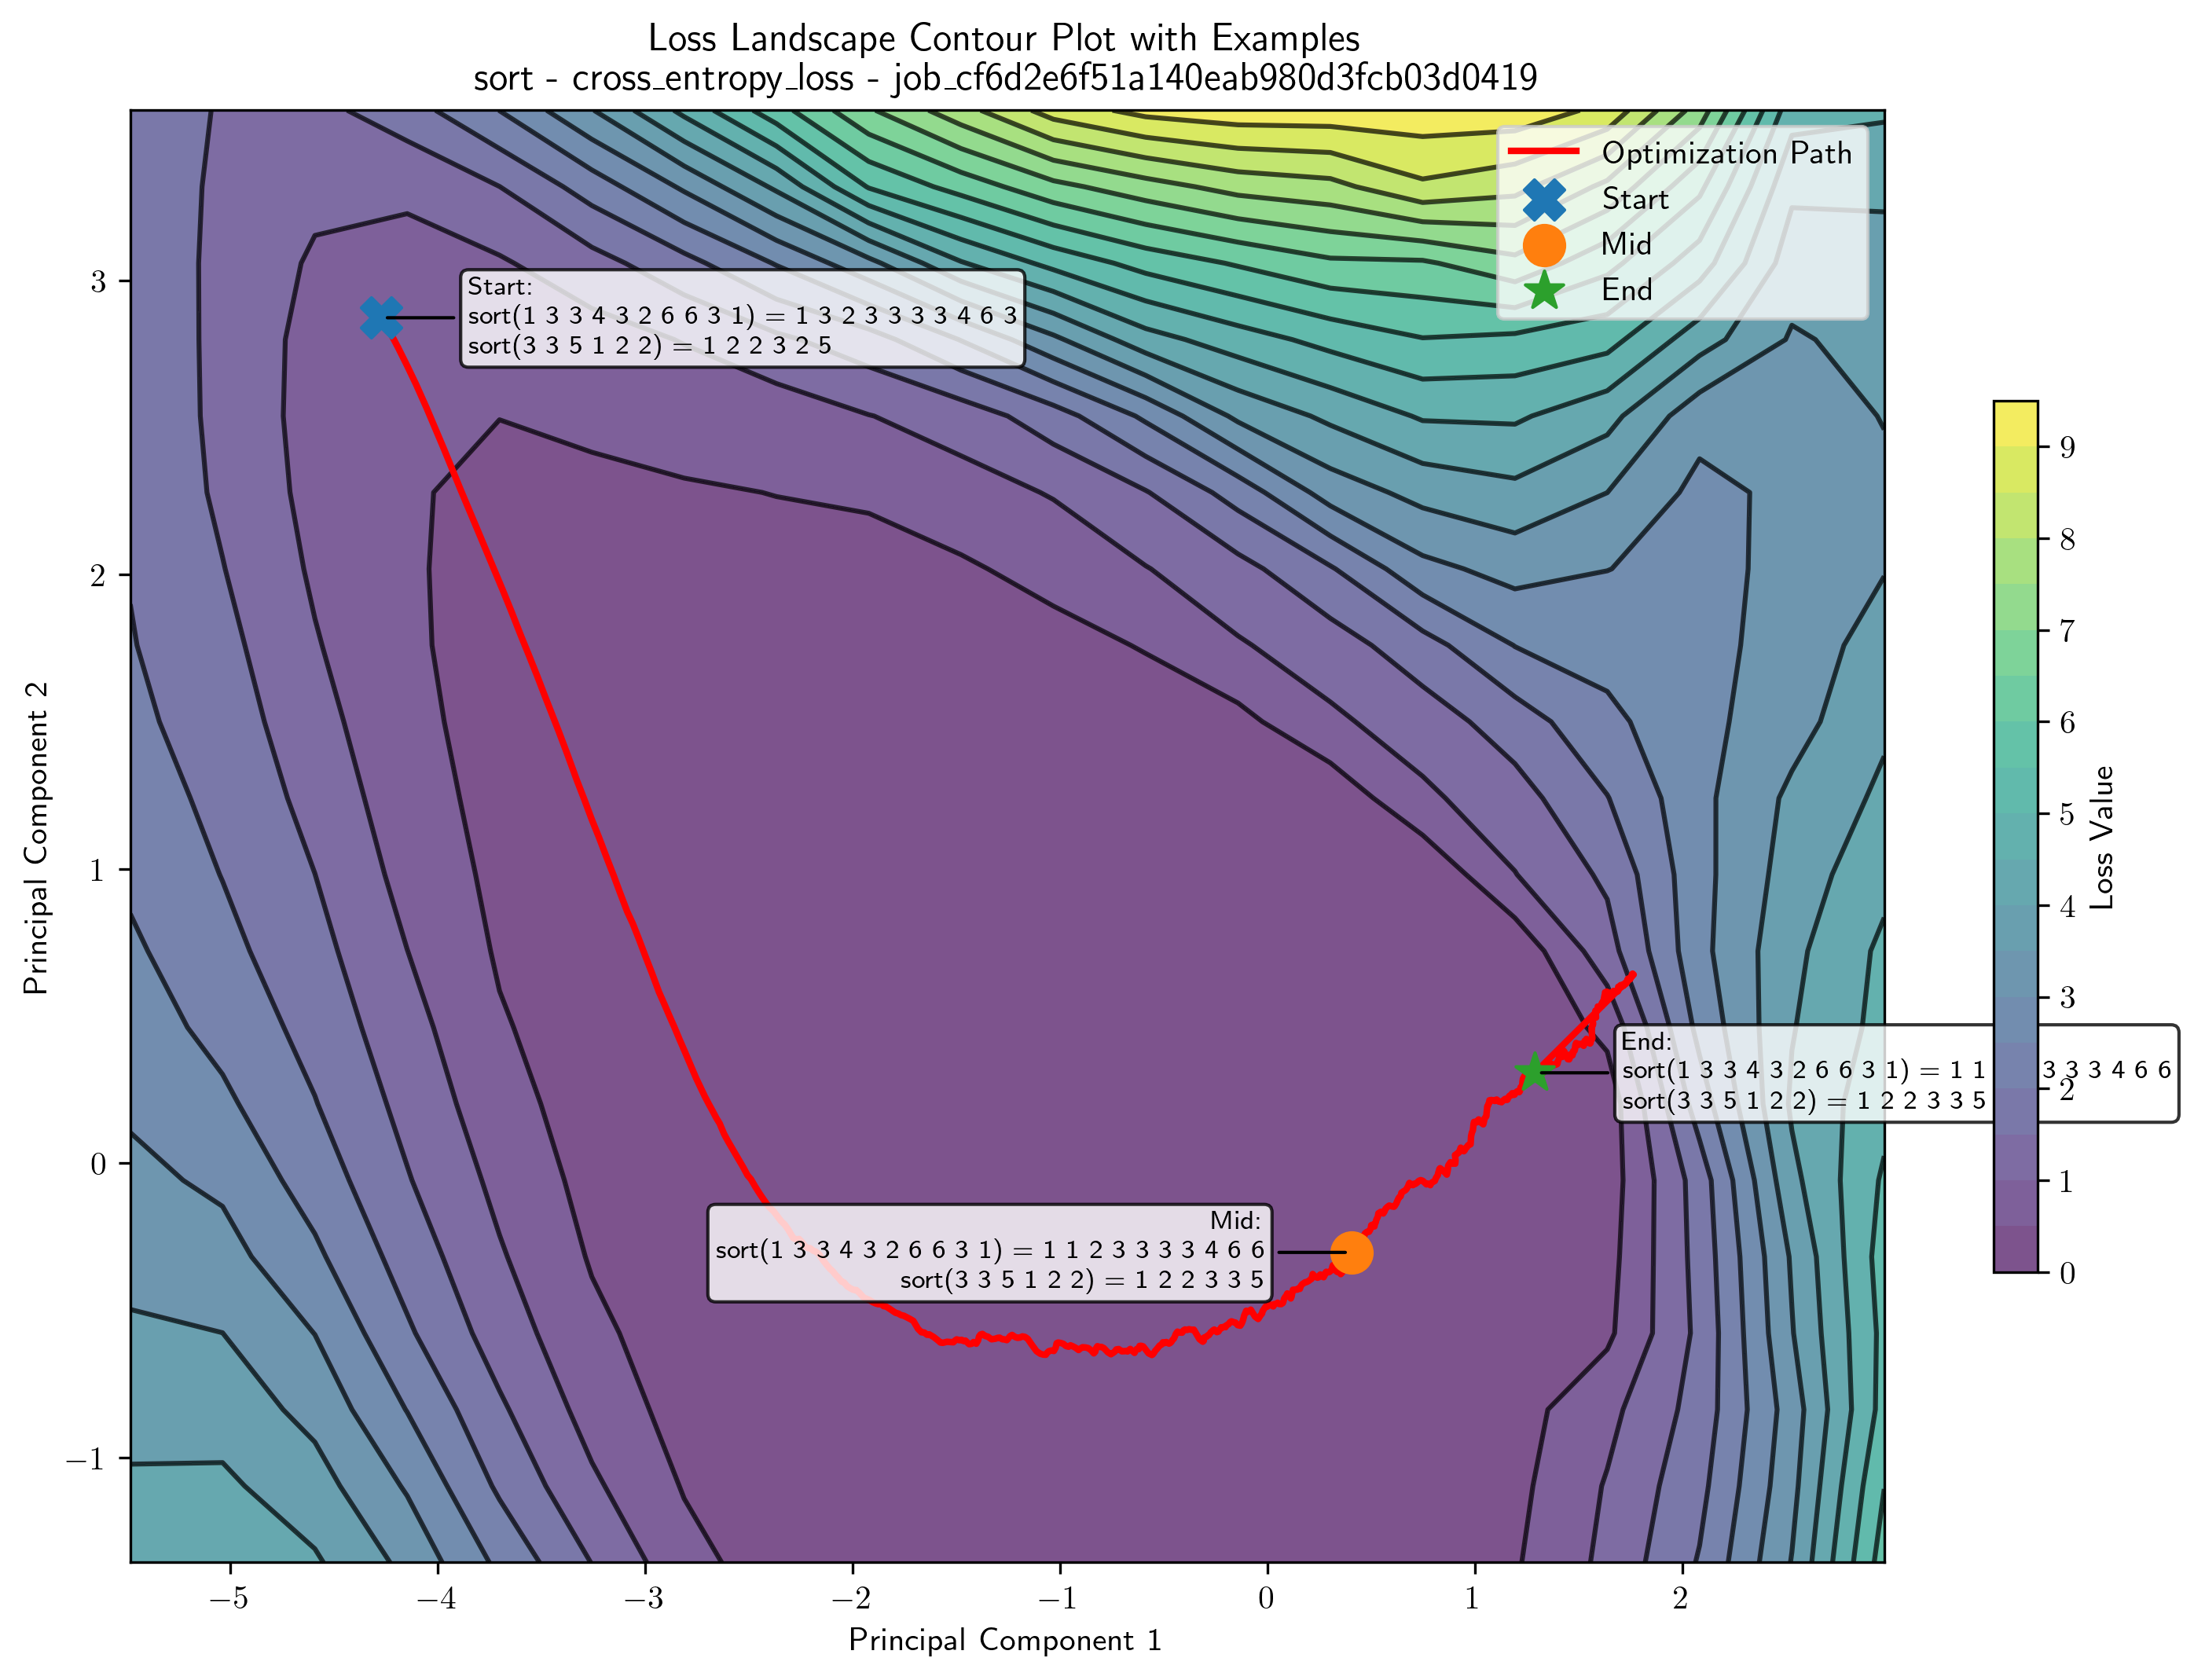 Loss Landscape Contour Plot with Examples
sort - cross_entropy_loss - job_cf6d2e6f51a140eab980d3fcb03d0419
Optimization Path
Start
Mid
End
Start:
sort(1 3 3 4 3 2 6 6 3 1) = 1 3 2 3 3 3 3 4 6 3
sort(3 3 5 1 2 2) = 1 2 2 3 2 5
Mid:
sort(1 3 3 4 3 2 6 6 3 1) = 1 1 2 3 3 3 3 4 6 6
sort(3 3 5 1 2 2) = 1 2 2 3 3 5
End:
sort(1 3 3 4 3 2 6 6 3 1) = 1 1 3 3 3 4 6 6
sort(3 3 5 1 2 2) = 1 2 2 3 3 5
3
2
1
0
−1
Principal Component 2
−5
−4
−3
−2
−1
0
1
2
Principal Component 1
9
8
7
6
5
4
3
2
1
0
Loss Value